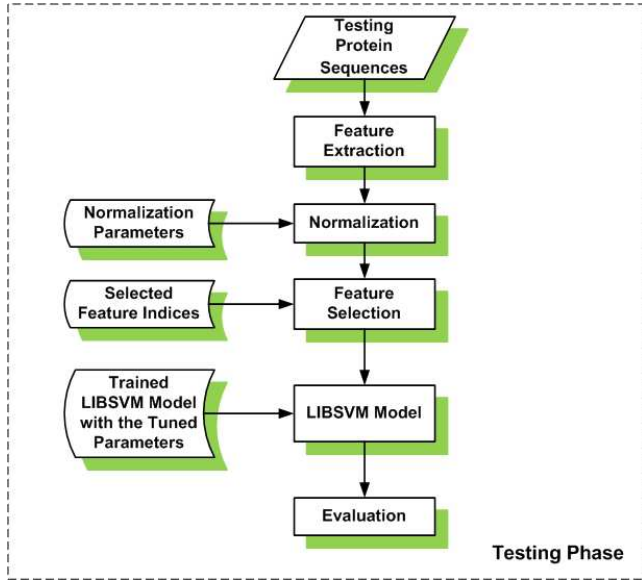 Testing
Protein
Sequences
Feature
Extraction
Normalization
Parameters
Normalization
Selected
Feature Indices
Feature
Selection
Trained
LIBSVM Model
with the Tuned
Parameters
LIBSVM Model
Evaluation
Testing Phase